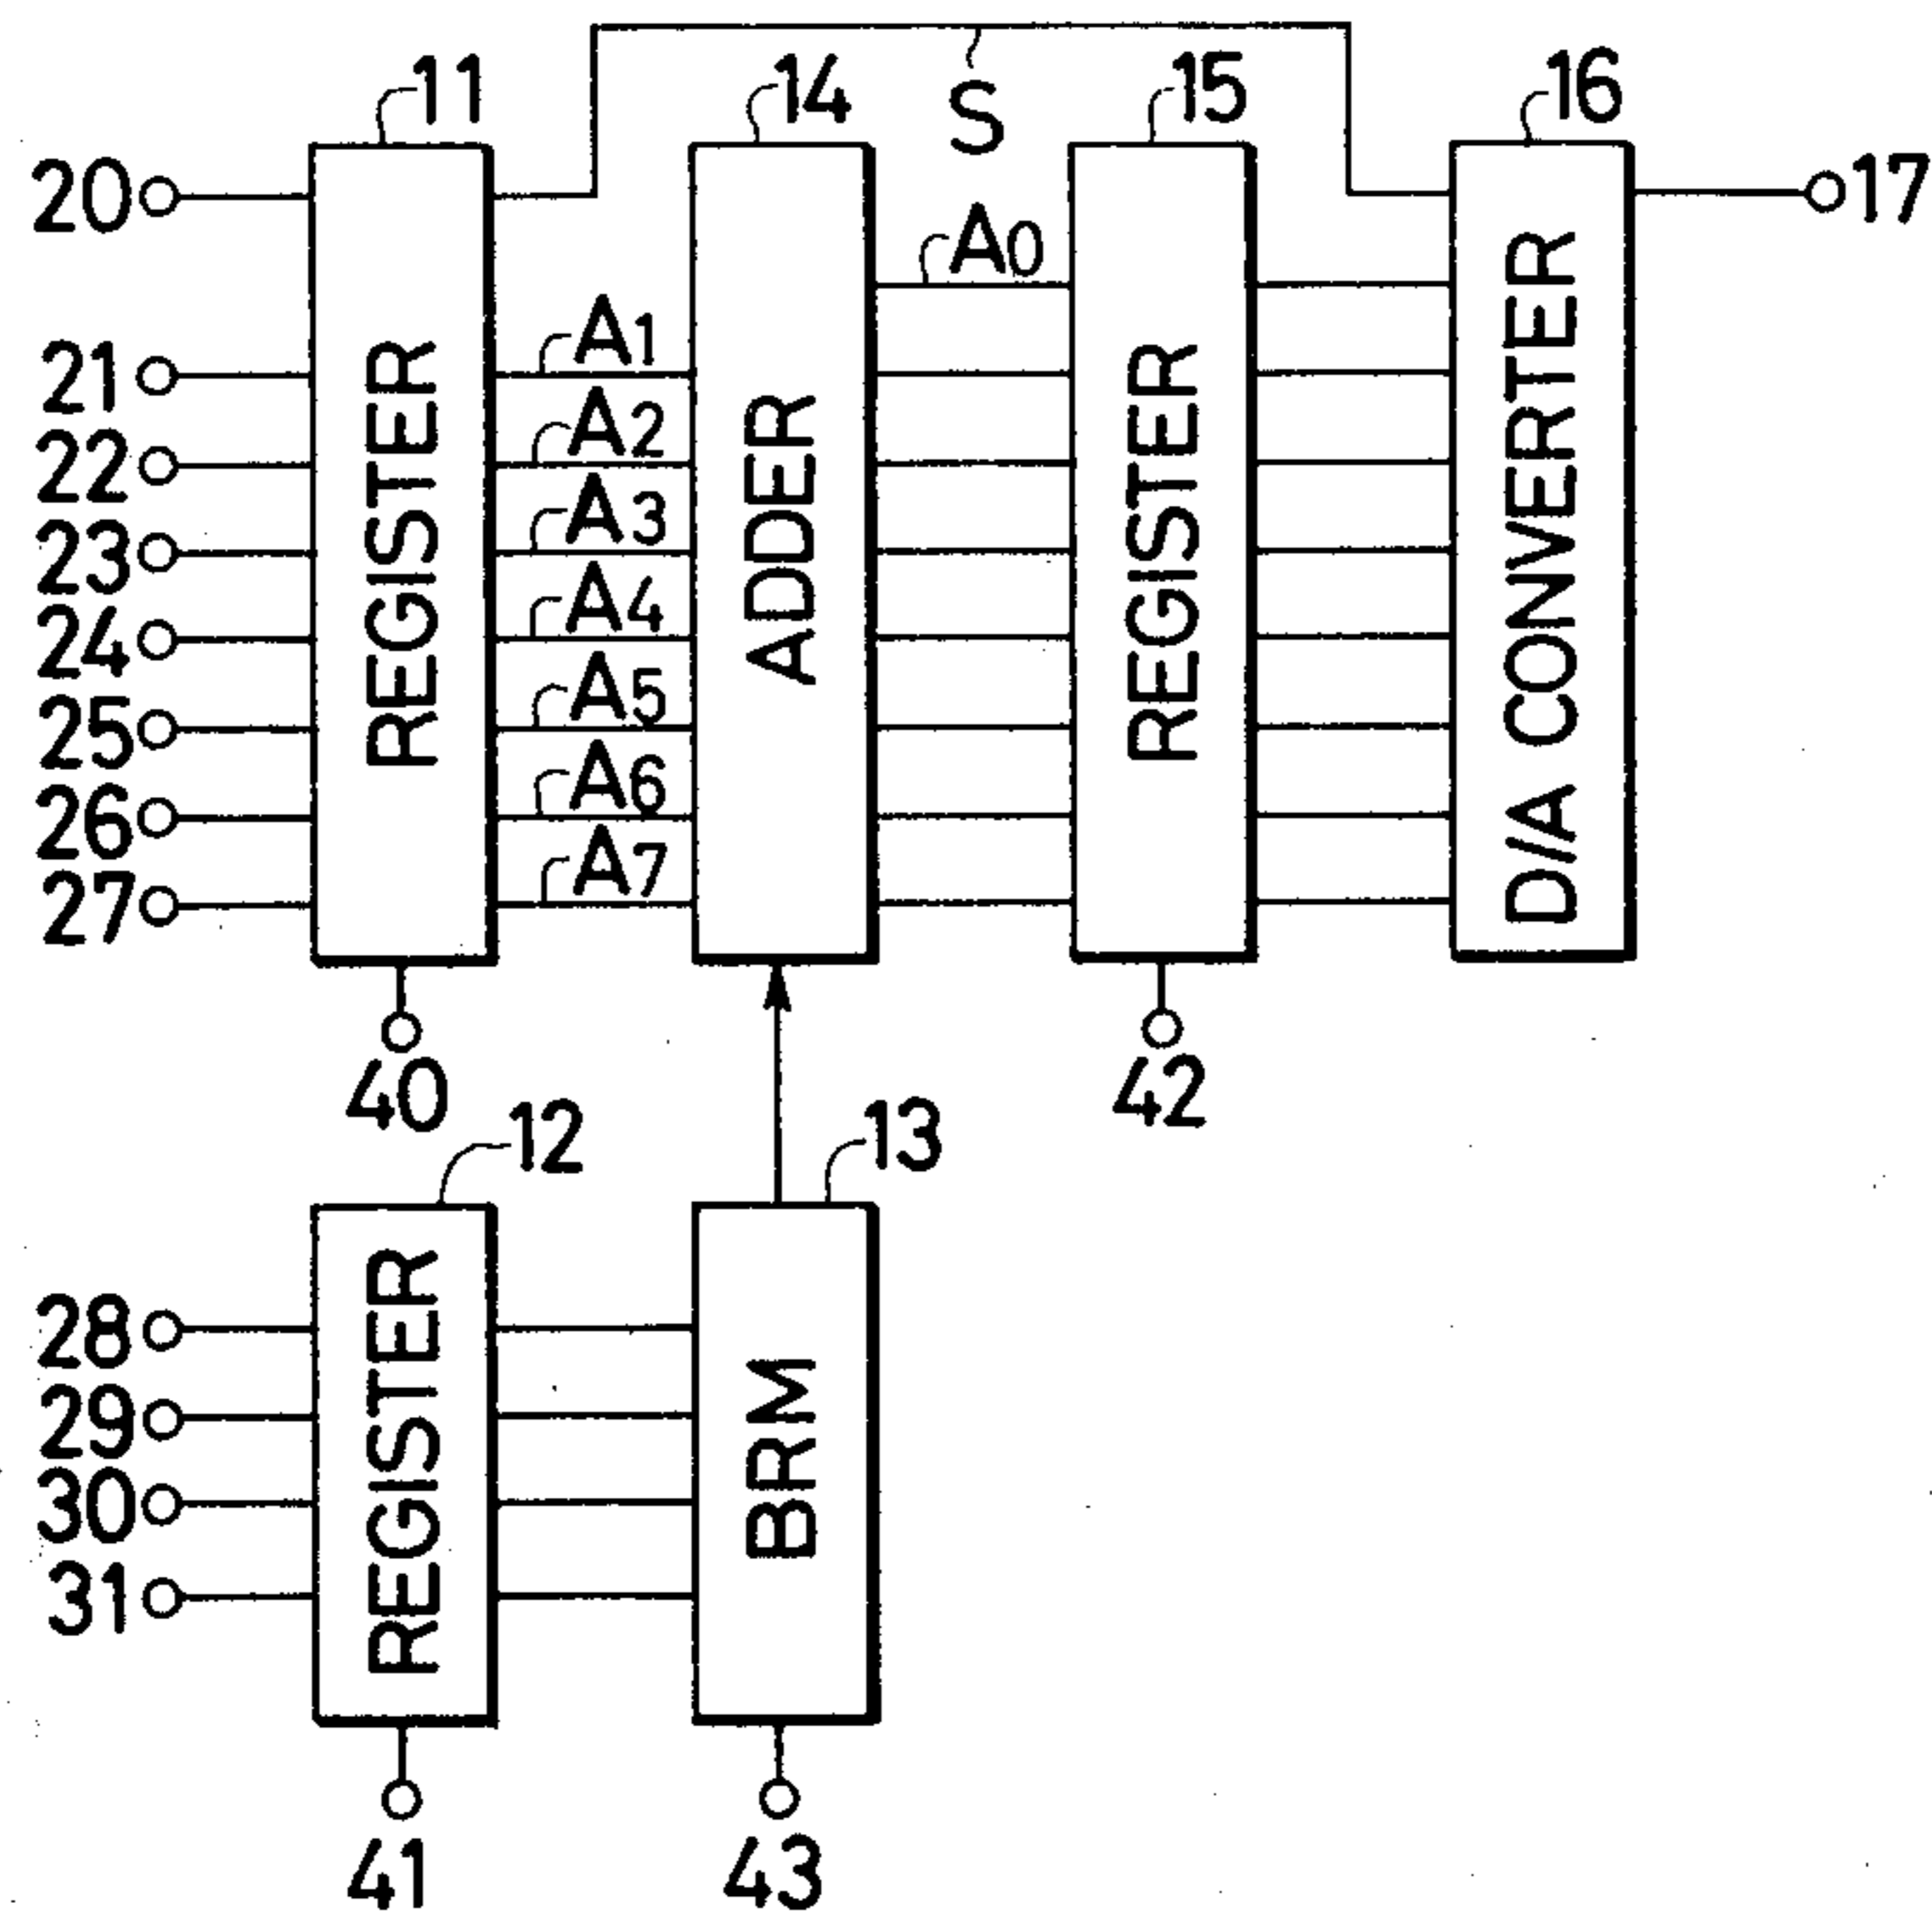 11
14
S
15
16
20
17
A0
21
A1
22
A2
23
A3
24
A4
25
A5
26
A6
27
A7
REGISTER
ADDER
REGISTER
D/A CONVERTER
40
42
12
13
28
29
30
31
REGISTER
BRM
41
43